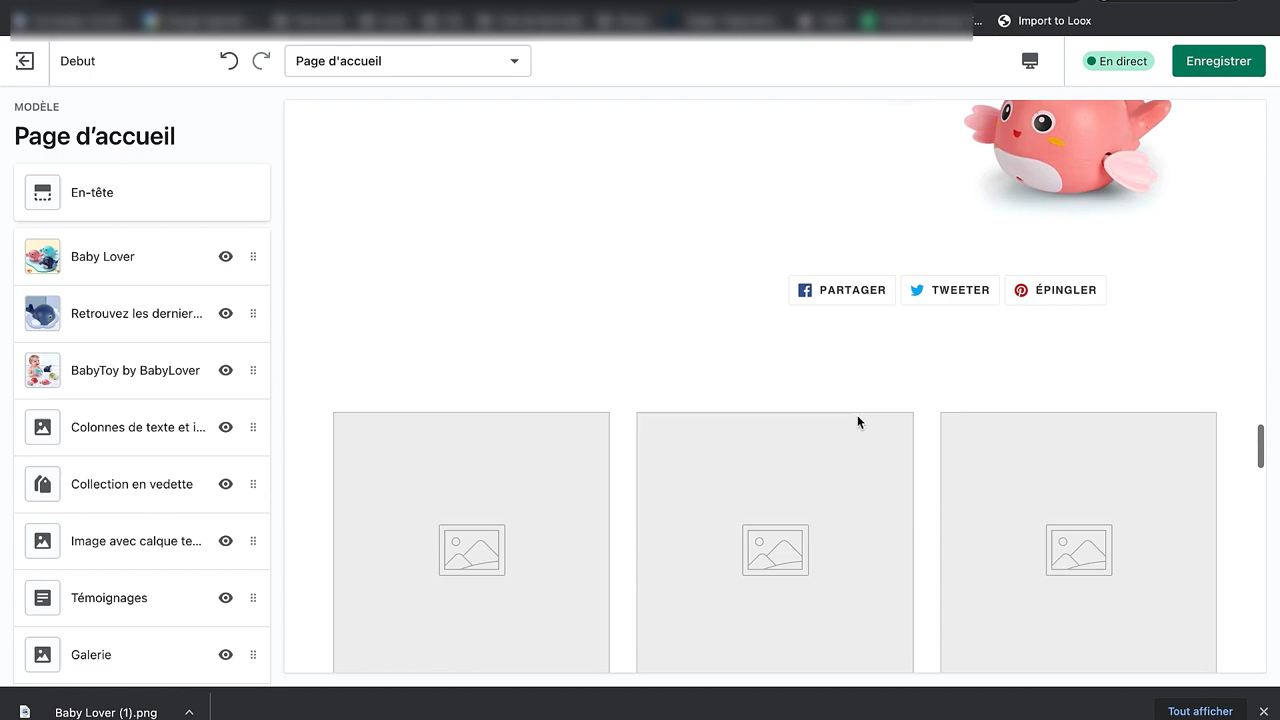 Import to Loox
Debut
Page d'accueil
En direct
Enregistrer
MODÈLE
Page d’accueil
En-tête
Baby Lover
Retrouvez les dernier...
BabyToy by BabyLover
Colonnes de texte et i...
Collection en vedette
Image avec calque te...
Témoignages
Galerie
PARTAGER
TWEETER
ÉPINGLER
Baby Lover (1).png
Tout afficher